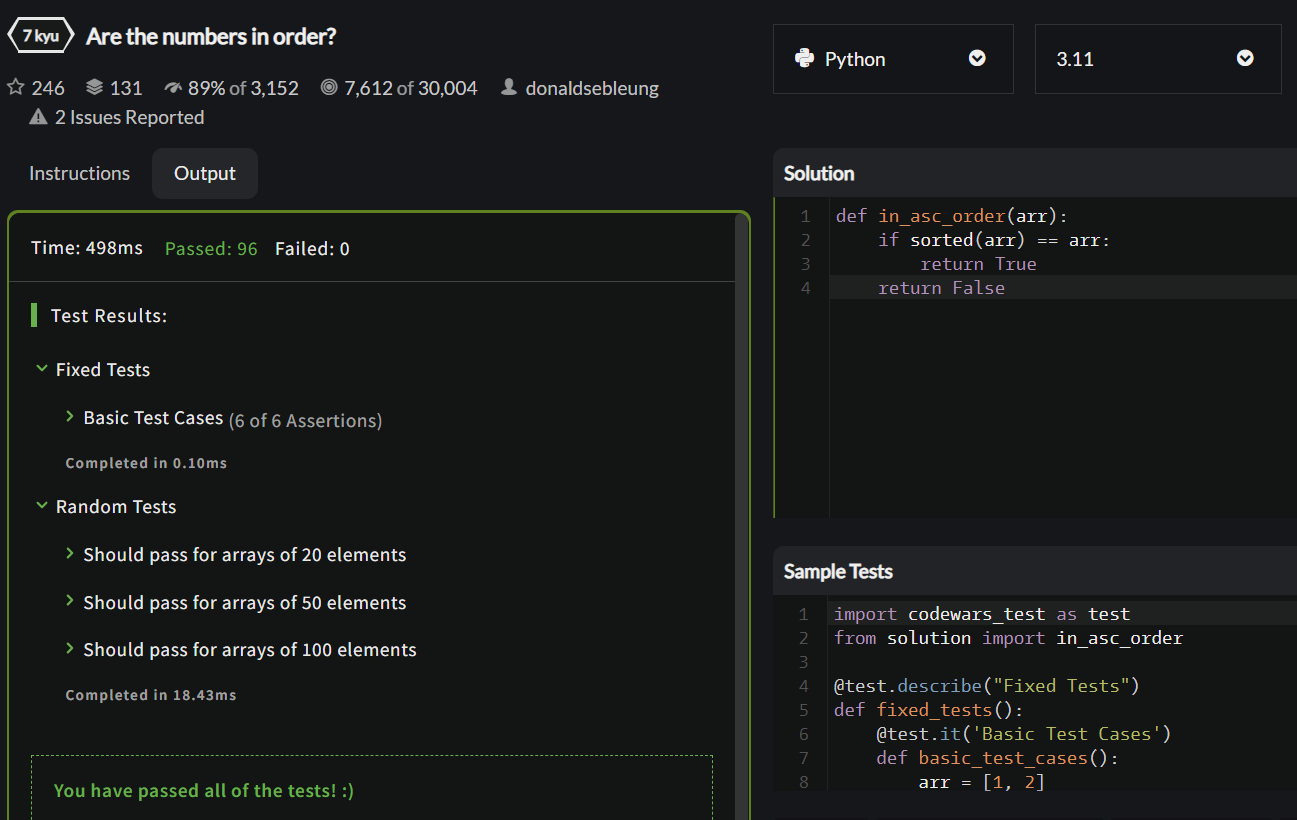 7 kyu Are the numbers in order?
246 131 89% of 3,152 7,612 of 30,004 donaldsebleung
2 Issues Reported
Python 3.11
Instructions Output
Time: 498ms Passed: 96 Failed: 0
Test Results:
Fixed Tests
Basic Test Cases (6 of 6 Assertions)
Completed in 0.10ms
Random Tests
Should pass for arrays of 20 elements
Should pass for arrays of 50 elements
Should pass for arrays of 100 elements
Completed in 18.43ms
You have passed all of the tests! :)
Solution
1 def in_asc_order(arr):
2     if sorted(arr) == arr:
3         return True
4     return False
Sample Tests
1 import codewars_test as test
2 from solution import in_asc_order
3
4 @test.describe("Fixed Tests")
5 def fixed_tests():
6     @test.it('Basic Test Cases')
7     def basic_test_cases():
8         arr = [1, 2]